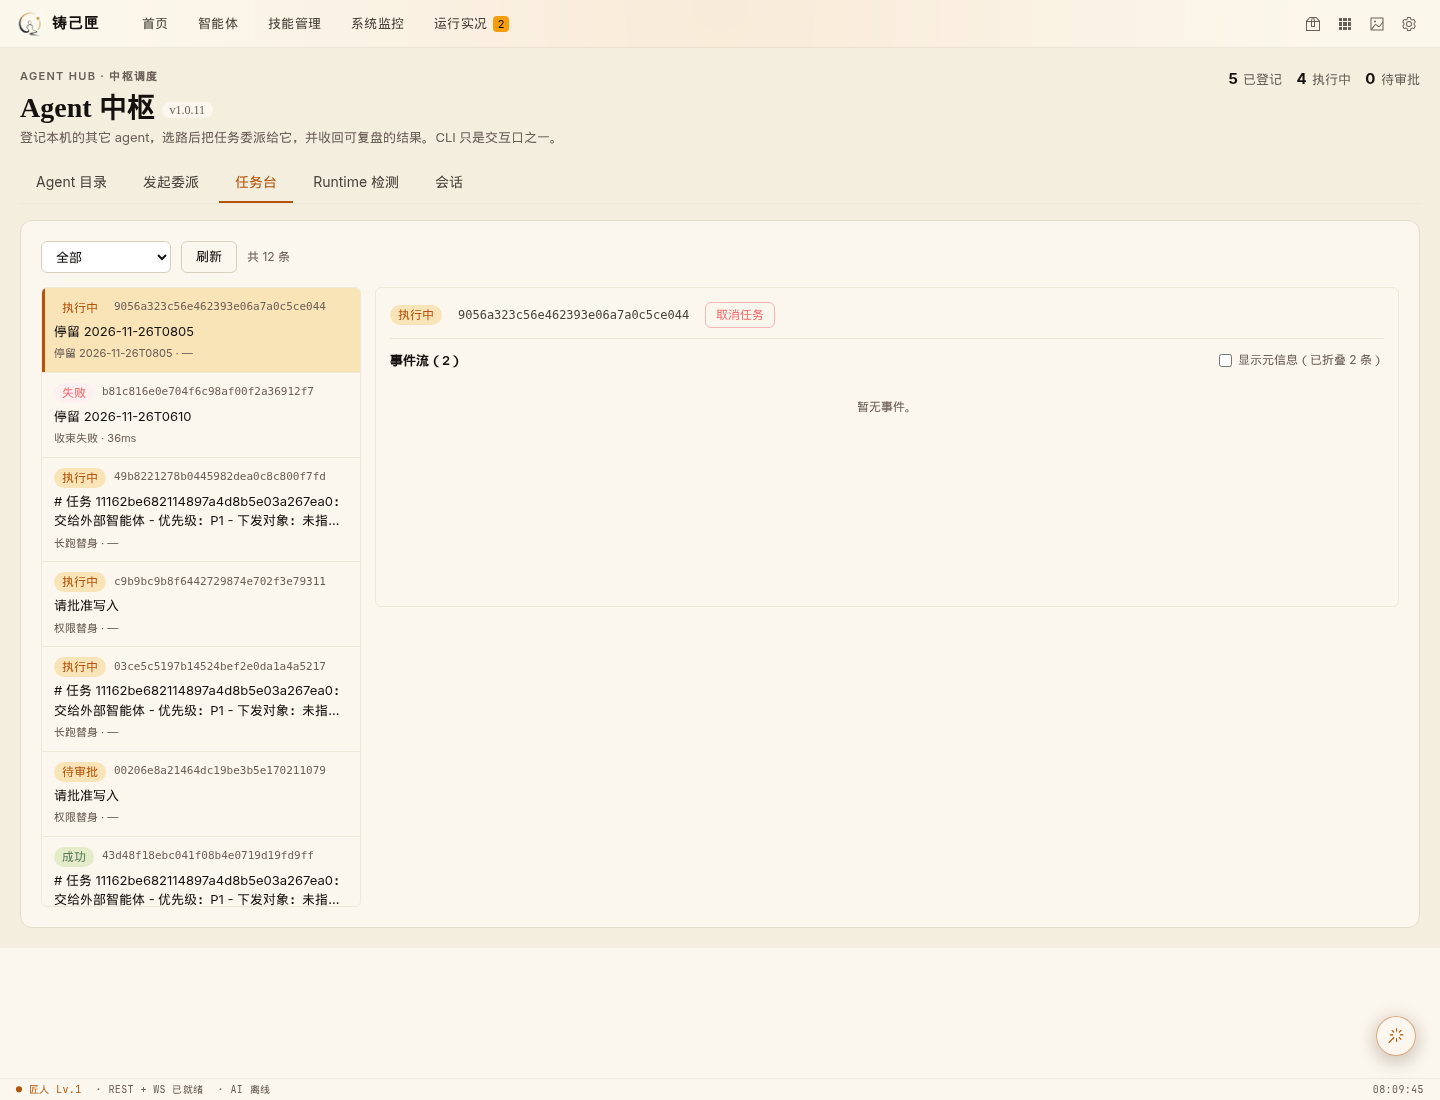 铸己匣
首页
智能体
技能管理
系统监控
运行实况 2
AGENT HUB · 中枢调度
Agent 中枢 v1.0.11
登记本机的其它 agent，选路后把任务委派给它，并收回可复盘的结果。CLI 只是交互口之一。
5 已登记 4 执行中 0 待审批
Agent 目录
发起委派
任务台
Runtime 检测
会话
全部
刷新
共 12 条
执行中 9056a323c56e462393e06a7a0c5ce044
停留 2026-11-26T0805
停留 2026-11-26T0805 · —
失败 b81c816e0e704f6c98af00f2a36912f7
停留 2026-11-26T0610
收束失败 · 36ms
执行中 49b8221278b0445982dea0c8c800f7fd
# 任务 11162be682114897a4d8b5e03a267ea0：
交给外部智能体 - 优先级：P1 - 下发对象：未指…
长跑替身 · —
执行中 c9b9bc9b8f6442729874e702f3e79311
请批准写入
权限替身 · —
执行中 03ce5c5197b14524bef2e0da1a4a5217
# 任务 11162be682114897a4d8b5e03a267ea0：
交给外部智能体 - 优先级：P1 - 下发对象：未指…
长跑替身 · —
待审批 00206e8a21464dc19be3b5e170211079
请批准写入
权限替身 · —
成功 43d48f18ebc041f08b4e0719d19fd9ff
# 任务 11162be682114897a4d8b5e03a267ea0：
交给外部智能体 - 优先级：P1 - 下发对象：未指…
执行中 9056a323c56e462393e06a7a0c5ce044 取消任务
事件流（2）
显示元信息（已折叠 2 条）
暂无事件。
匠人 Lv.1 · REST + WS 已就绪 · AI 离线
08:09:45